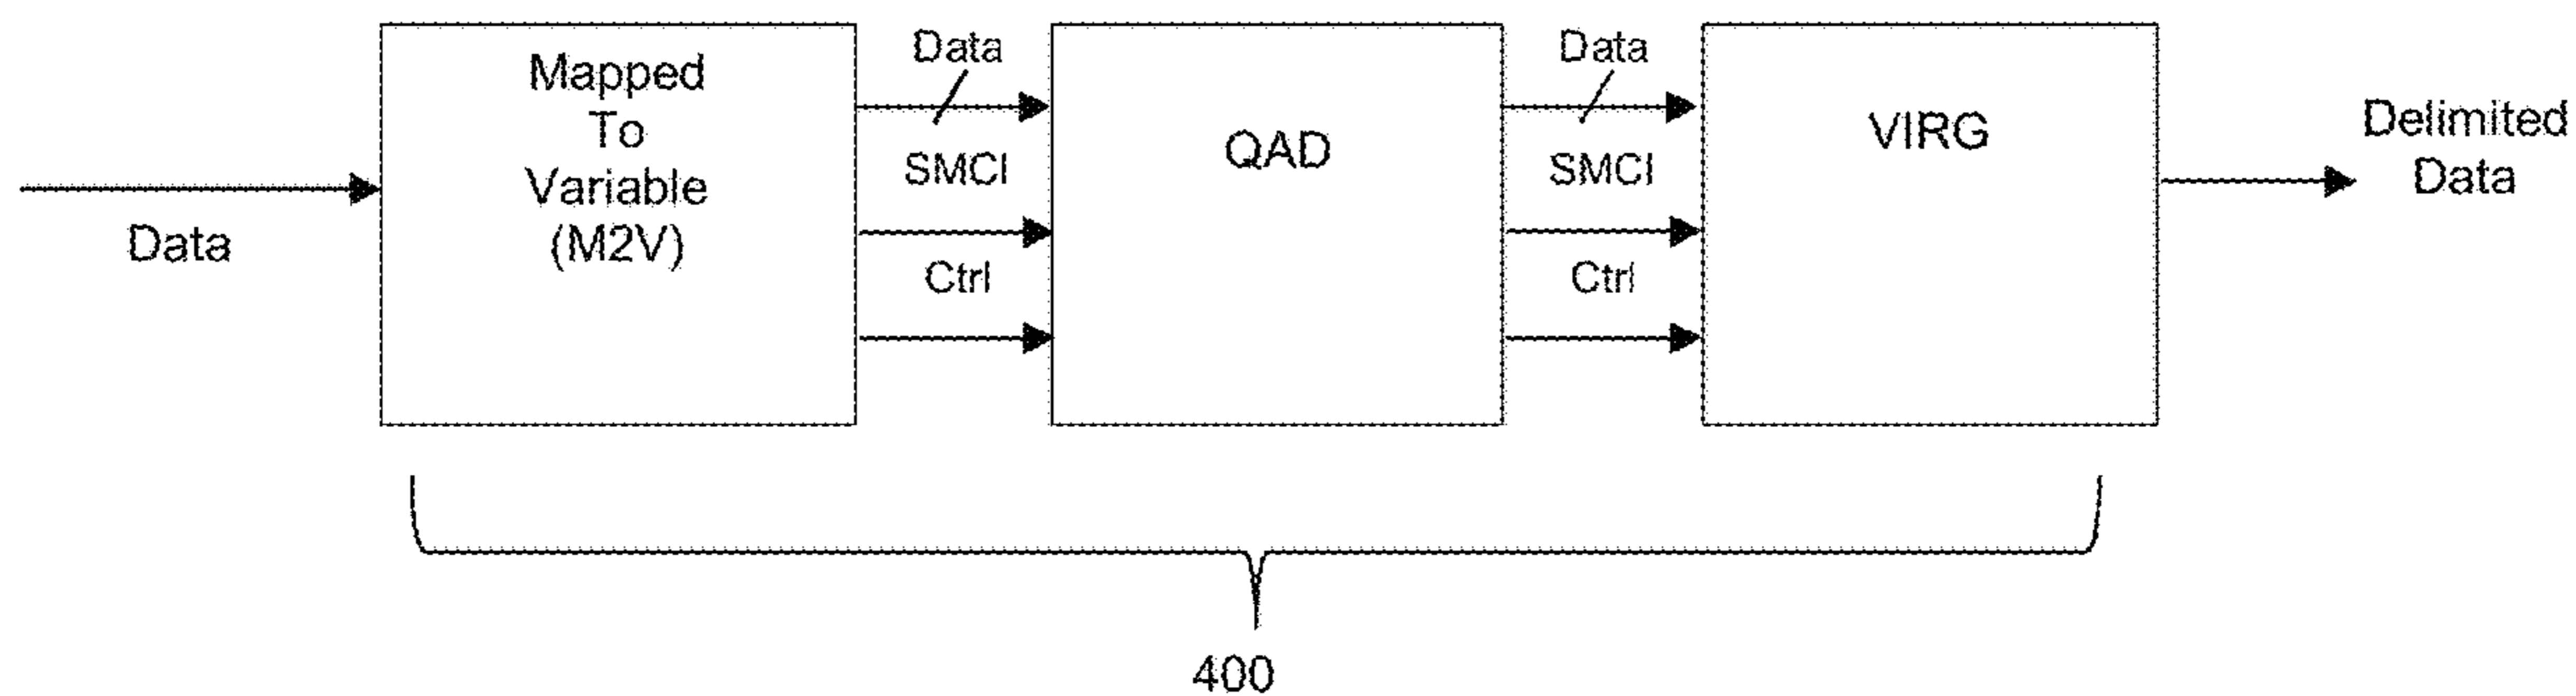 Data
Mapped
To
Variable
(M2V)
Data
SMCI
Ctrl
QAD
Data
SMCI
Ctrl
VIRG
Delimited
Data
400